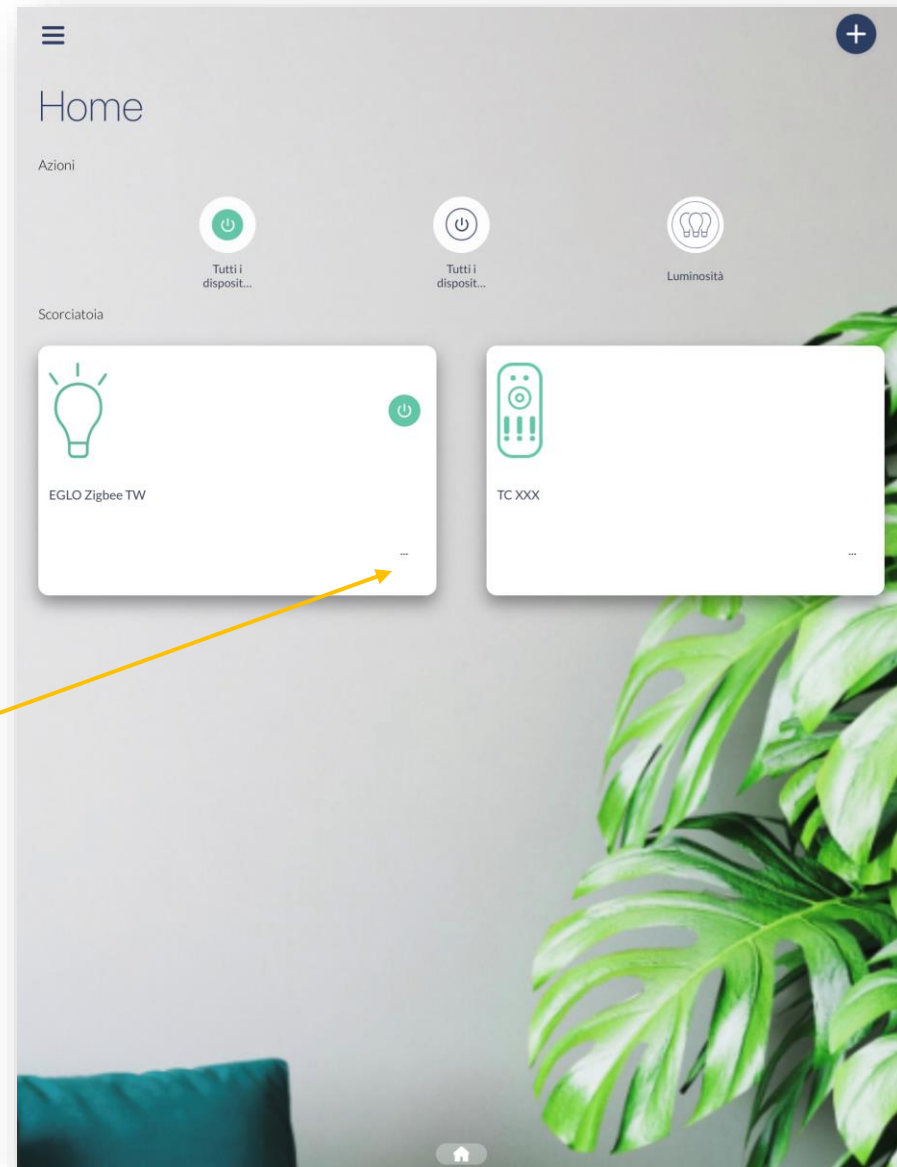 Home
Azioni
Tutti i
disposit...
Tutti i
disposit...
Luminosità
Scorciatoia
EGLO Zigbee TW
...
TC XXX
...